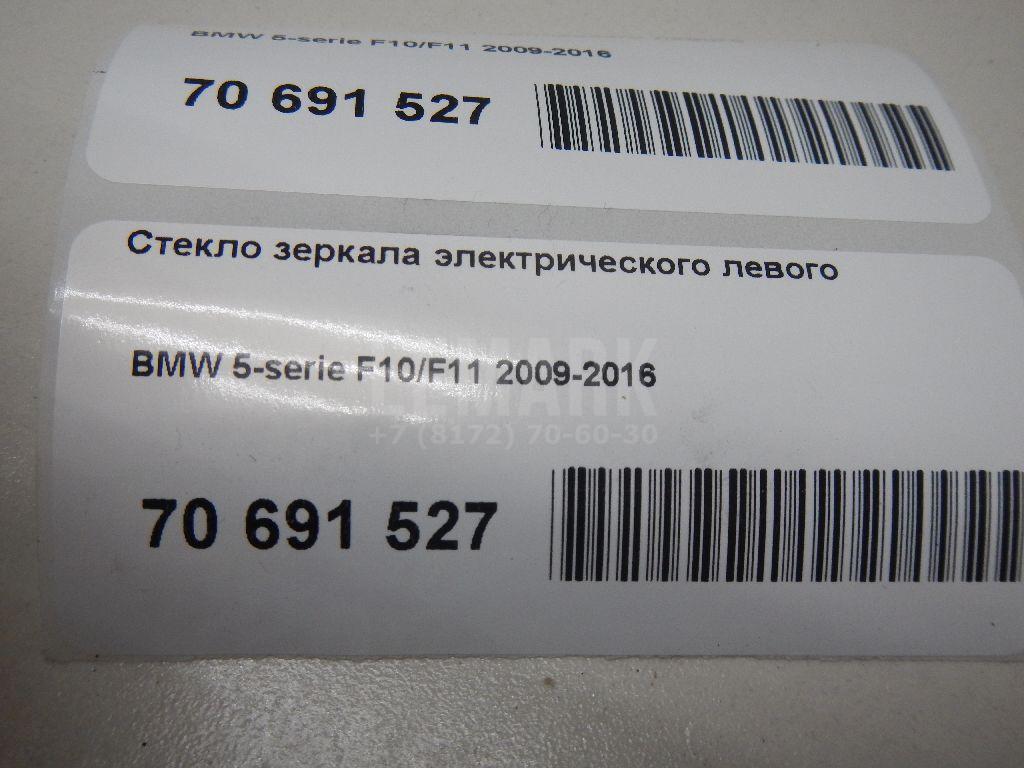 BMW 5-serie F10/F11 2009-2016
70 691 527
Стекло зеркала электрического левого
BMW 5-serie F10/F11 2009-2016
LEMARK
+7 (8172) 70-60-30
70 691 527